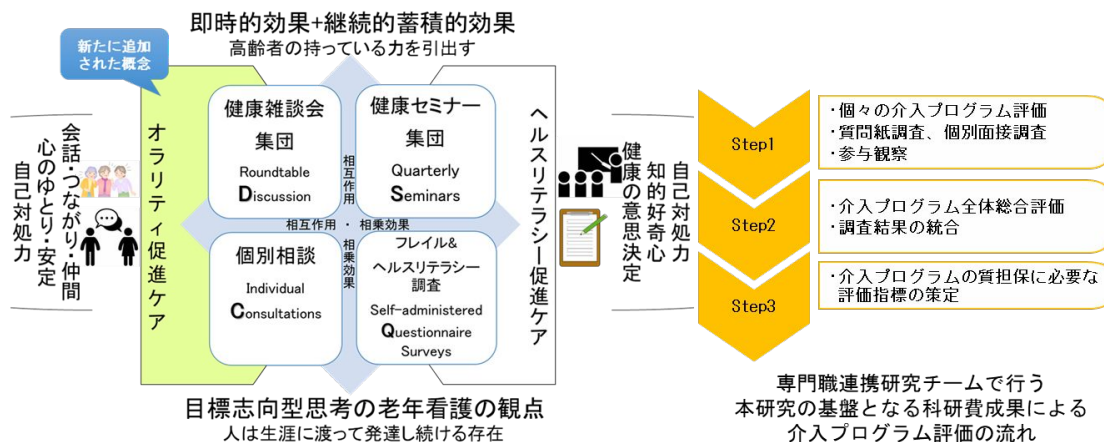 即時的効果+継続的蓄積的効果
高齢者の持っている力を引出す
新たに追加
された概念
会話・つながり・仲間
心のゆとり・安定
自己対処力
オラリティ促進ケア
健康雑談会
集団
Roundtable
Discussion
健康セミナー
集団
Quarterly
Seminars
相互作用
相互作用・相乗効果
相乗効果
個別相談
Individual
Consultations
フレイル&
ヘルスリテラシー
調査
Self-administered
Questionnaire
Surveys
ヘルスリテラシー促進ケア
自己対処力
知的好奇心
健康の意思決定
目標志向型思考の老年看護の観点
人は生涯に渡って発達し続ける存在
Step1
・個々の介入プログラム評価
・質問紙調査、個別面接調査
・参与観察
Step2
・介入プログラム全体総合評価
・調査結果の統合
Step3
・介入プログラムの質担保に必要な
評価指標の策定
専門職連携研究チームで行う
本研究の基盤となる科研費成果による
介入プログラム評価の流れ